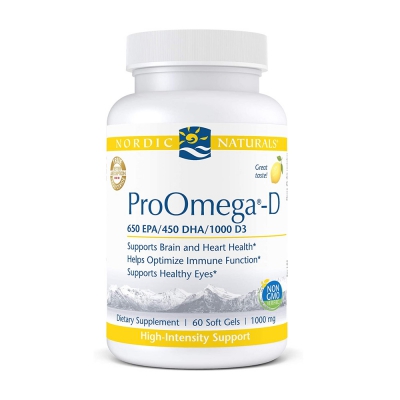 NORDIC NATURALS®
Great taste!
ProOmega®-D
650 EPA/450 DHA/1000 D3
Supports Brain and Heart Health*
Helps Optimize Immune Function*
Supports Healthy Eyes*
NON GMO
Dietary Supplement | 60 Soft Gels | 1000 mg
High-Intensity Support